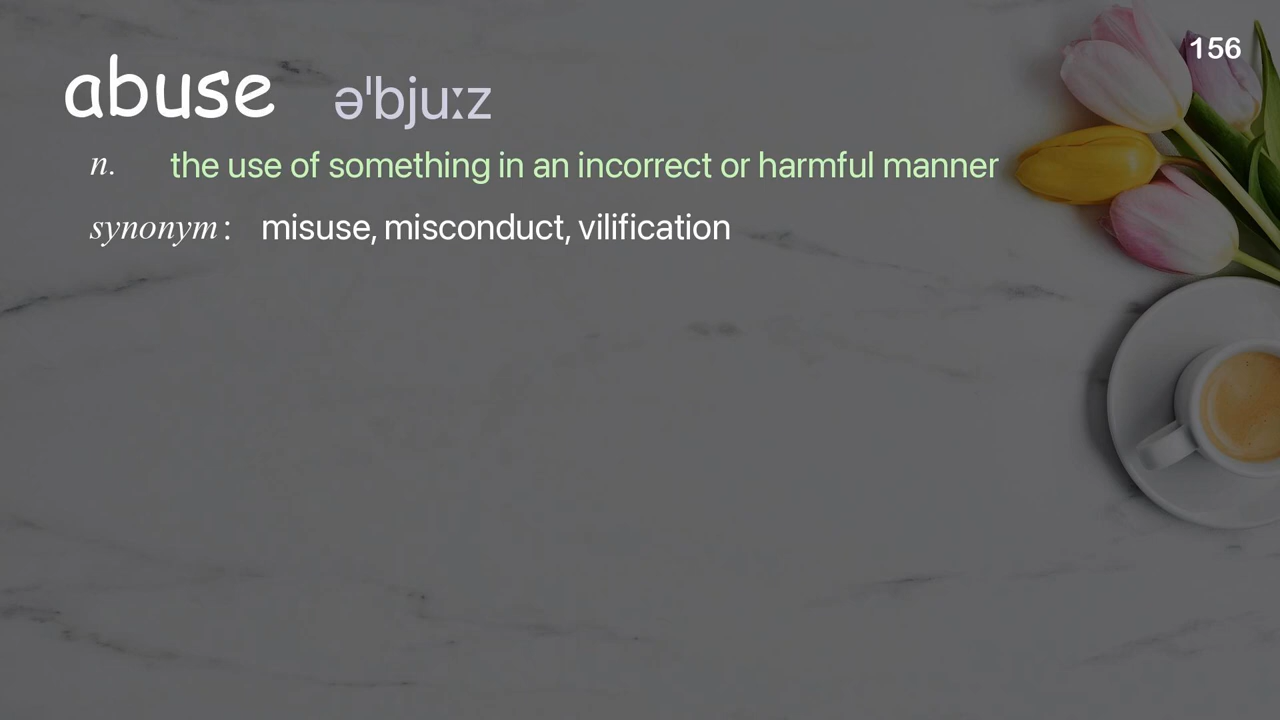 156
abuse əˈbjuːz
n. the use of something in an incorrect or harmful manner
synonym: misuse, misconduct, vilification